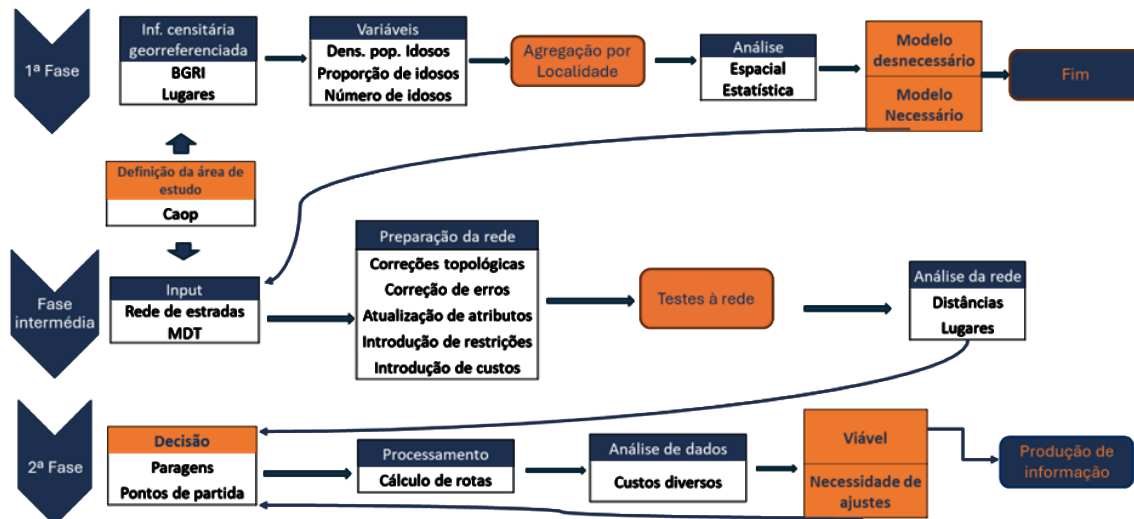 1ª Fase
Inf. censitária
georreferenciada
BGRI
Lugares
Variáveis
Dens. pop. Idosos
Proporção de idosos
Número de idosos
Agregação por
Localidade
Análise
Espacial
Estatística
Modelo
desnecessário
Modelo
Necessário
Fim
Definição da área de
estudo
Caop
Fase
intermédia
Input
Rede de estradas
MDT
Preparação da rede
Correções topológicas
Correção de erros
Atualização de atributos
Introdução de restrições
Introdução de custos
Testes à rede
Análise da rede
Distâncias
Lugares
2ª Fase
Decisão
Paragens
Pontos de partida
Processamento
Cálculo de rotas
Análise de dados
Custos diversos
Viável
Necessidade de
ajustes
Produção de
informação